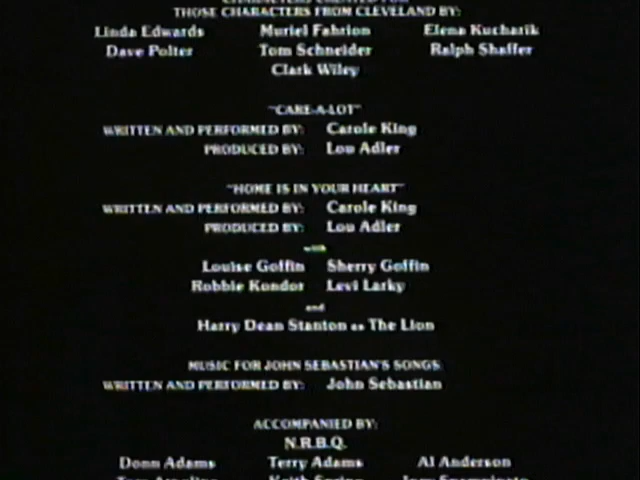 CHARACTERS CREATED FOR
THOSE CHARACTERS FROM CLEVELAND BY:
Linda Edwards Muriel Fahrion Elena Kucharik
Dave Polter Tom Schneider Ralph Shaffer
Clark Wiley
"CARE-A-LOT"
WRITTEN AND PERFORMED BY: Carole King
PRODUCED BY: Lou Adler
"HOME IS IN YOUR HEART"
WRITTEN AND PERFORMED BY: Carole King
PRODUCED BY: Lou Adler
with
Louise Goffin Sherry Goffin
Robbie Kondor Levi Larky
and
Harry Dean Stanton as The Lion
MUSIC FOR JOHN SEBASTIAN'S SONGS
WRITTEN AND PERFORMED BY: John Sebastian
ACCOMPANIED BY:
N.R.B.Q.
Donn Adams Terry Adams Al Anderson